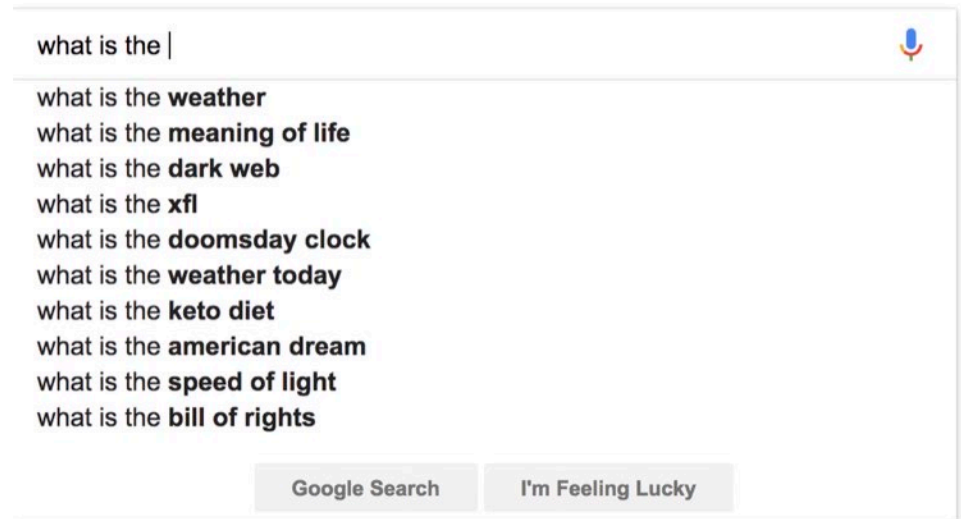 what is the
what is the weather
what is the meaning of life
what is the dark web
what is the xfl
what is the doomsday clock
what is the weather today
what is the keto diet
what is the american dream
what is the speed of light
what is the bill of rights
Google Search I'm Feeling Lucky